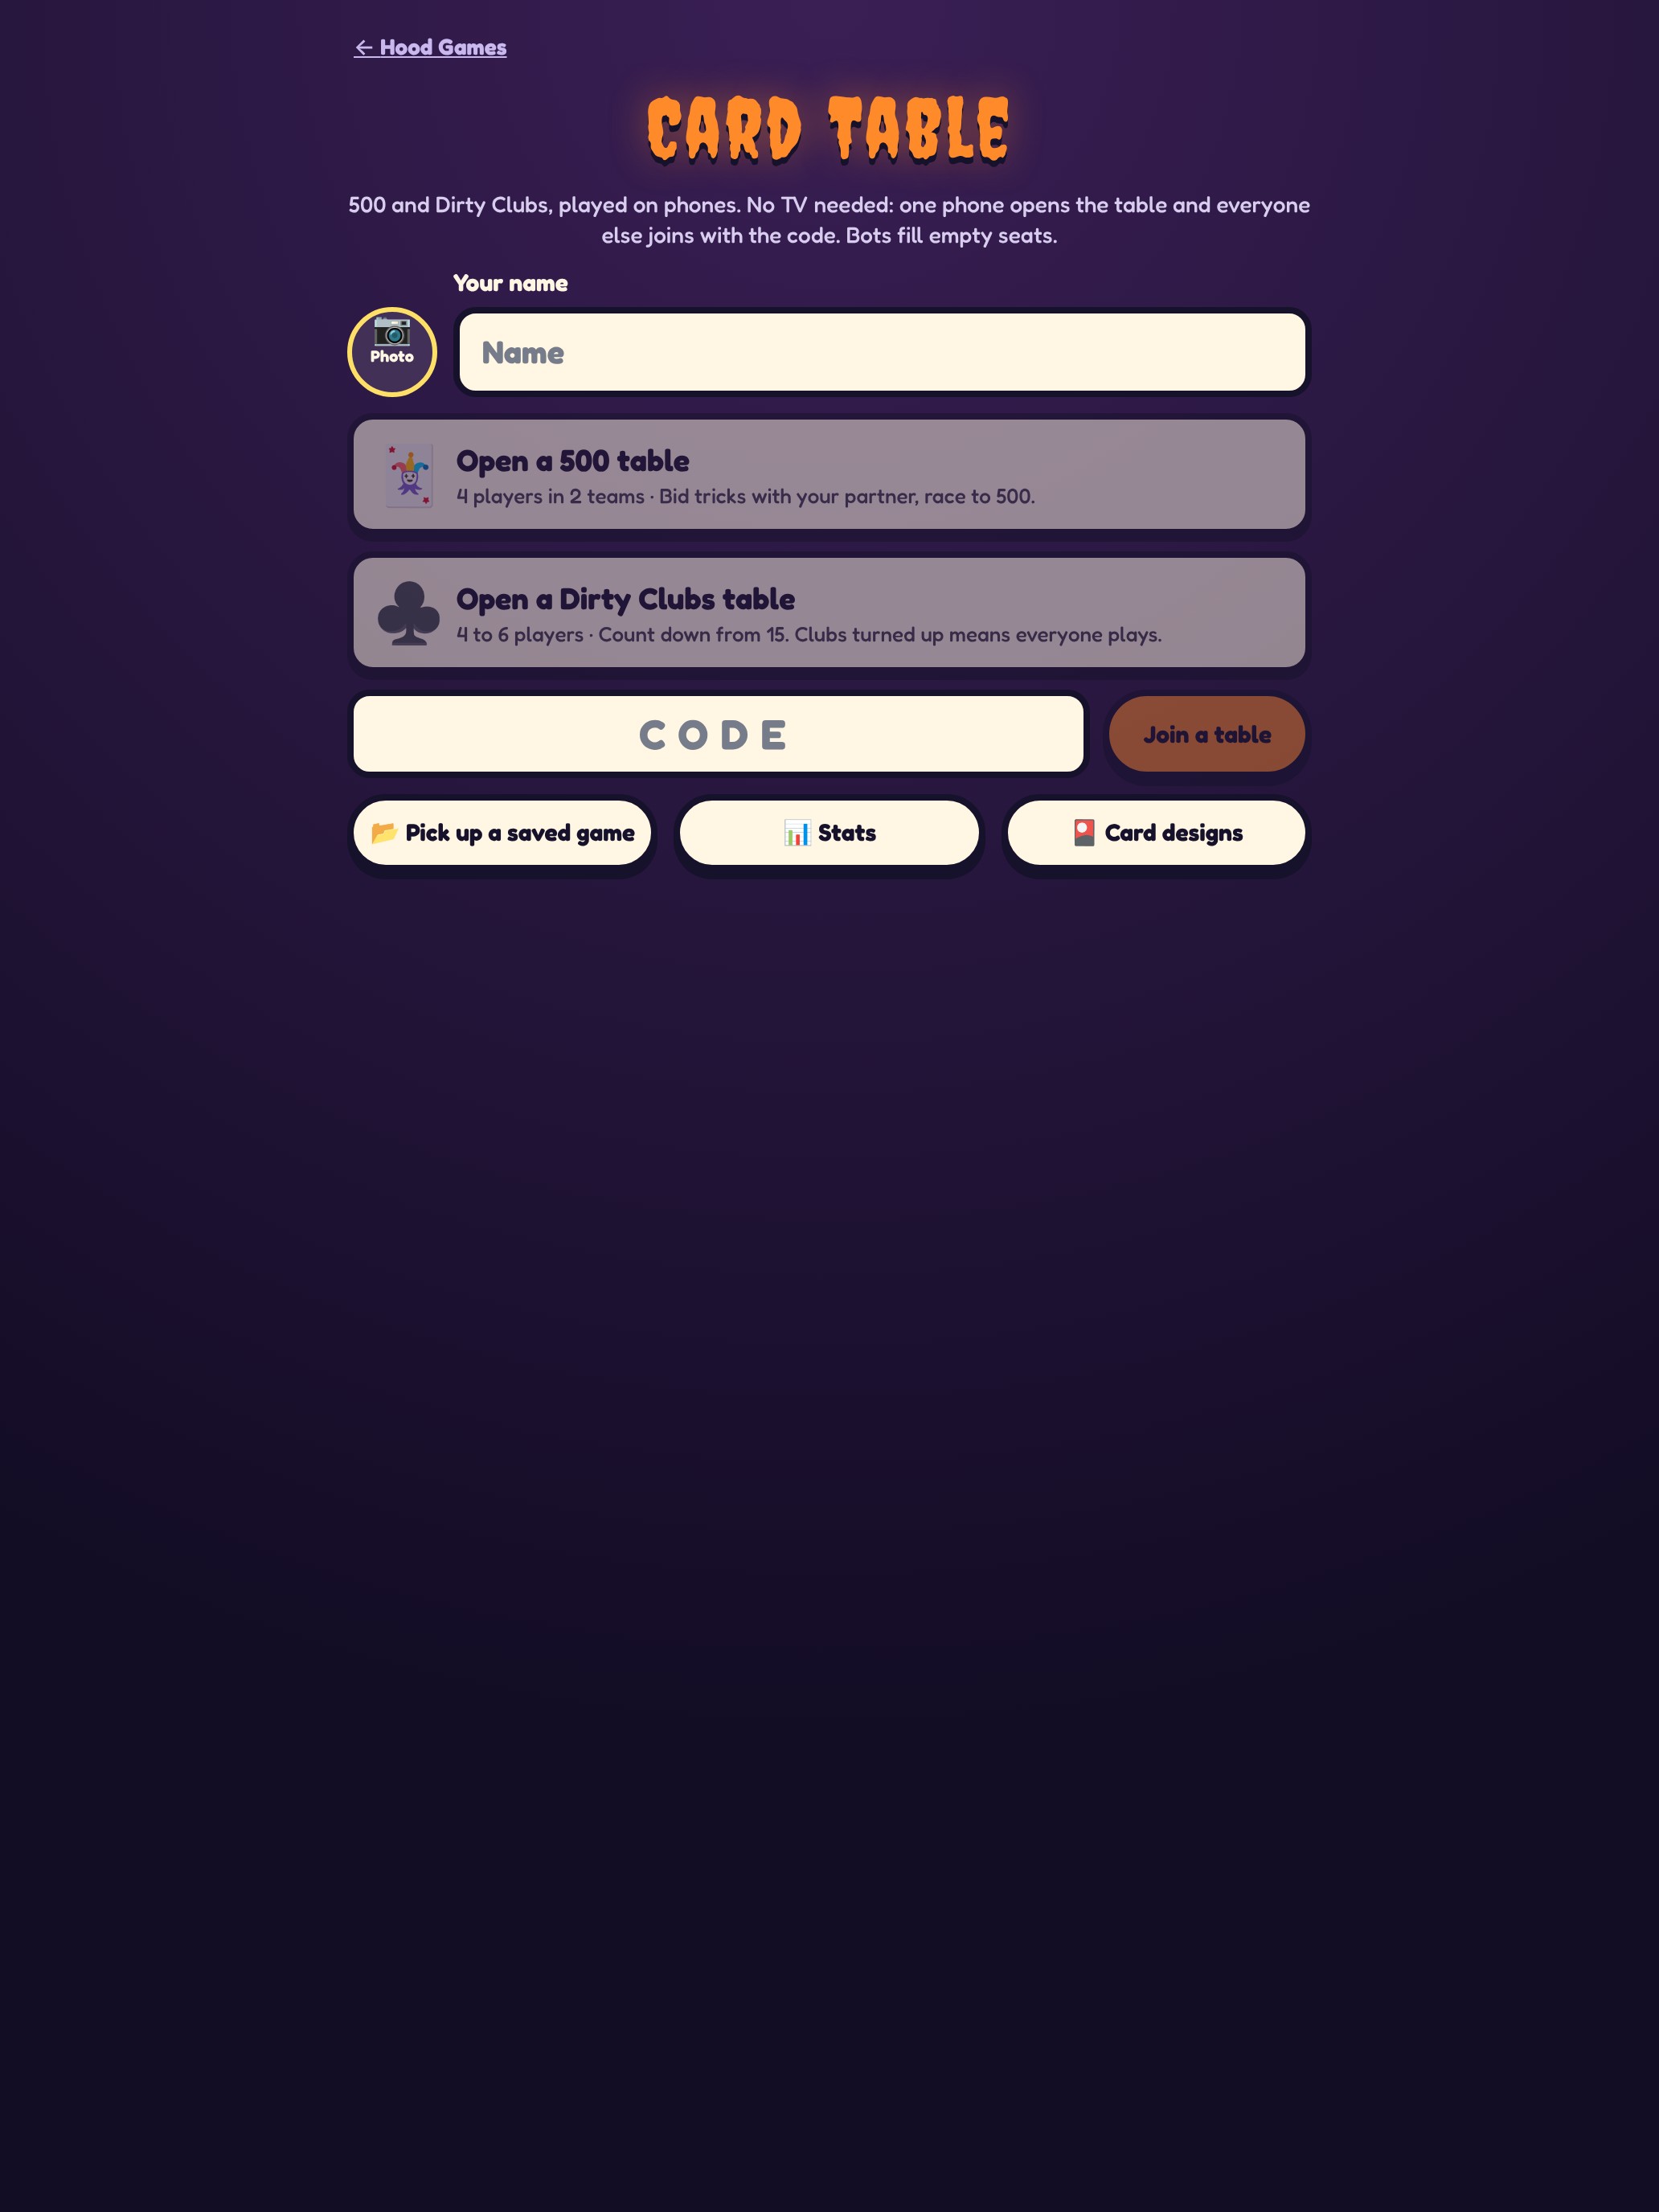 ← Hood Games
CARD TABLE
500 and Dirty Clubs, played on phones. No TV needed: one phone opens the table and everyone
else joins with the code. Bots fill empty seats.
Your name
Photo
Name
Open a 500 table
4 players in 2 teams · Bid tricks with your partner, race to 500.
Open a Dirty Clubs table
4 to 6 players · Count down from 15. Clubs turned up means everyone plays.
CODE
Join a table
Pick up a saved game
Stats
Card designs